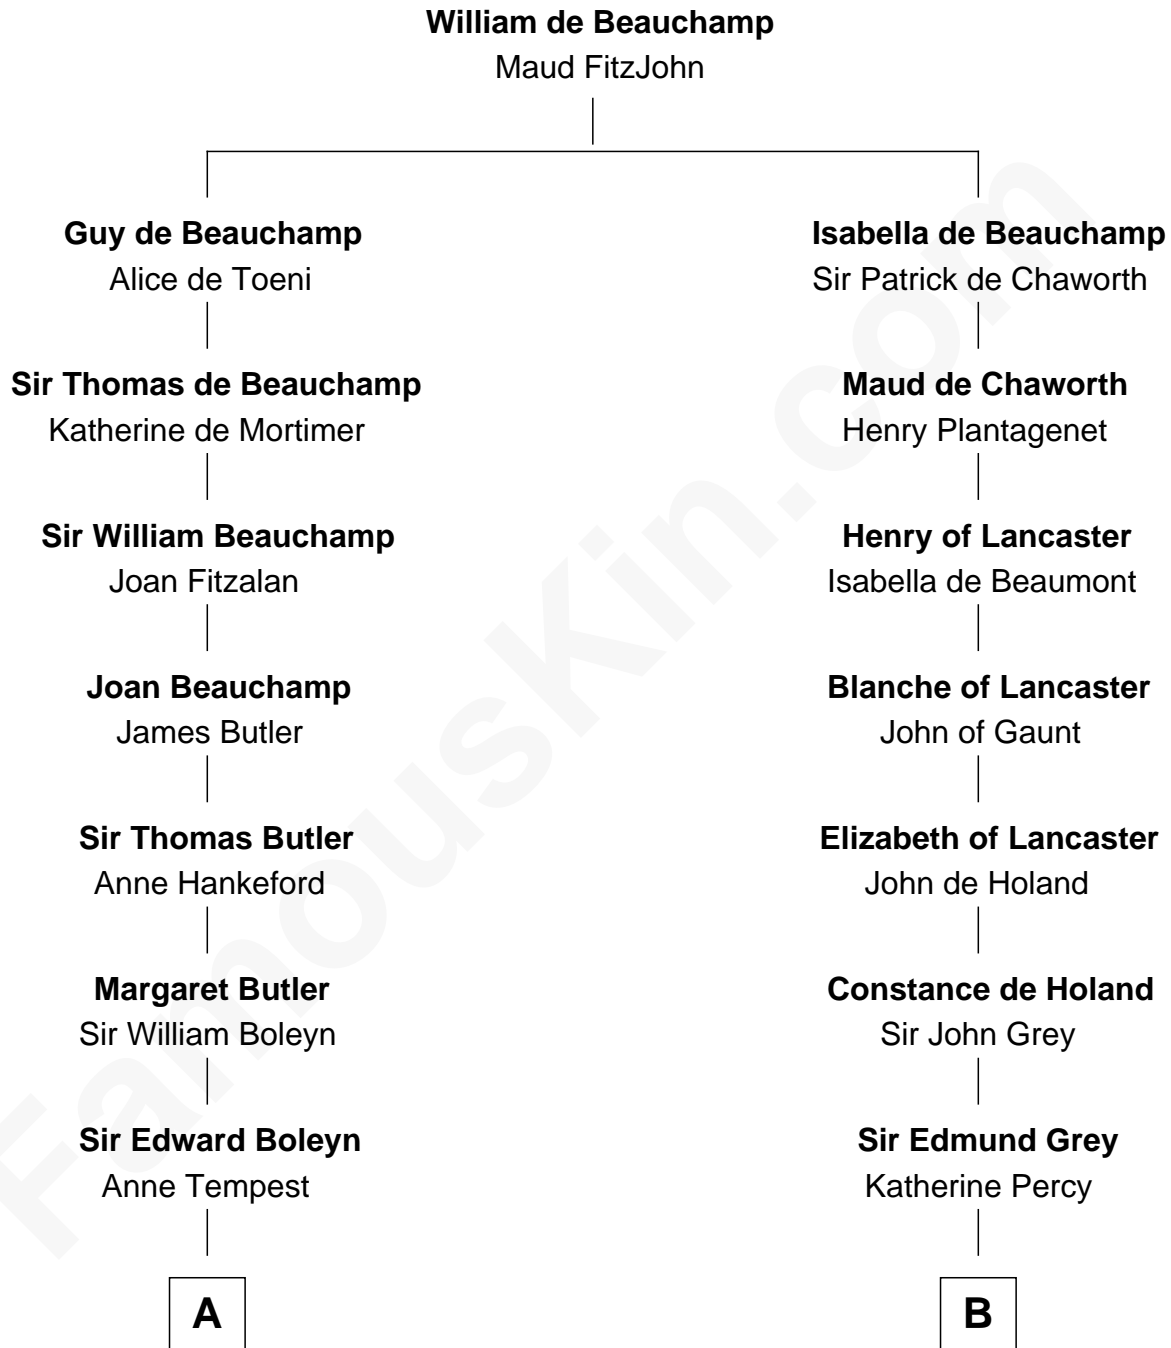 William de Beauchamp
Maud FitzJohn
Guy de Beauchamp
Alice de Toeni
Isabella de Beauchamp
Sir Patrick de Chaworth
Sir Thomas de Beauchamp
Katherine de Mortimer
Maud de Chaworth
Henry Plantagenet
Sir William Beauchamp
Joan Fitzalan
Henry of Lancaster
Isabella de Beaumont
Joan Beauchamp
James Butler
Blanche of Lancaster
John of Gaunt
Sir Thomas Butler
Anne Hankeford
Elizabeth of Lancaster
John de Holand
Margaret Butler
Sir William Boleyn
Constance de Holand
Sir John Grey
Sir Edward Boleyn
Anne Tempest
Sir Edmund Grey
Katherine Percy
A
B
FamousKin.com